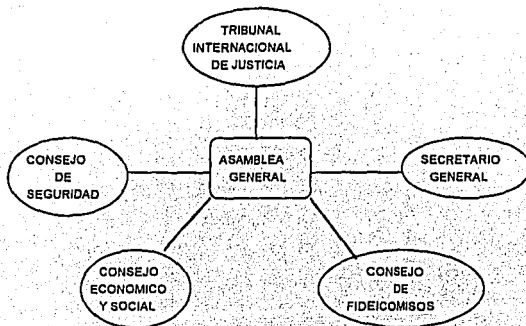 TRIBUNAL
INTERNACIONAL
DE JUSTICIA
CONSEJO
DE
SEGURIDAD
ASAMBLEA
GENERAL
SECRETARIO
GENERAL
CONSEJO
ECONOMICO
Y SOCIAL
CONSEJO
DE
FIDEICOMISOS